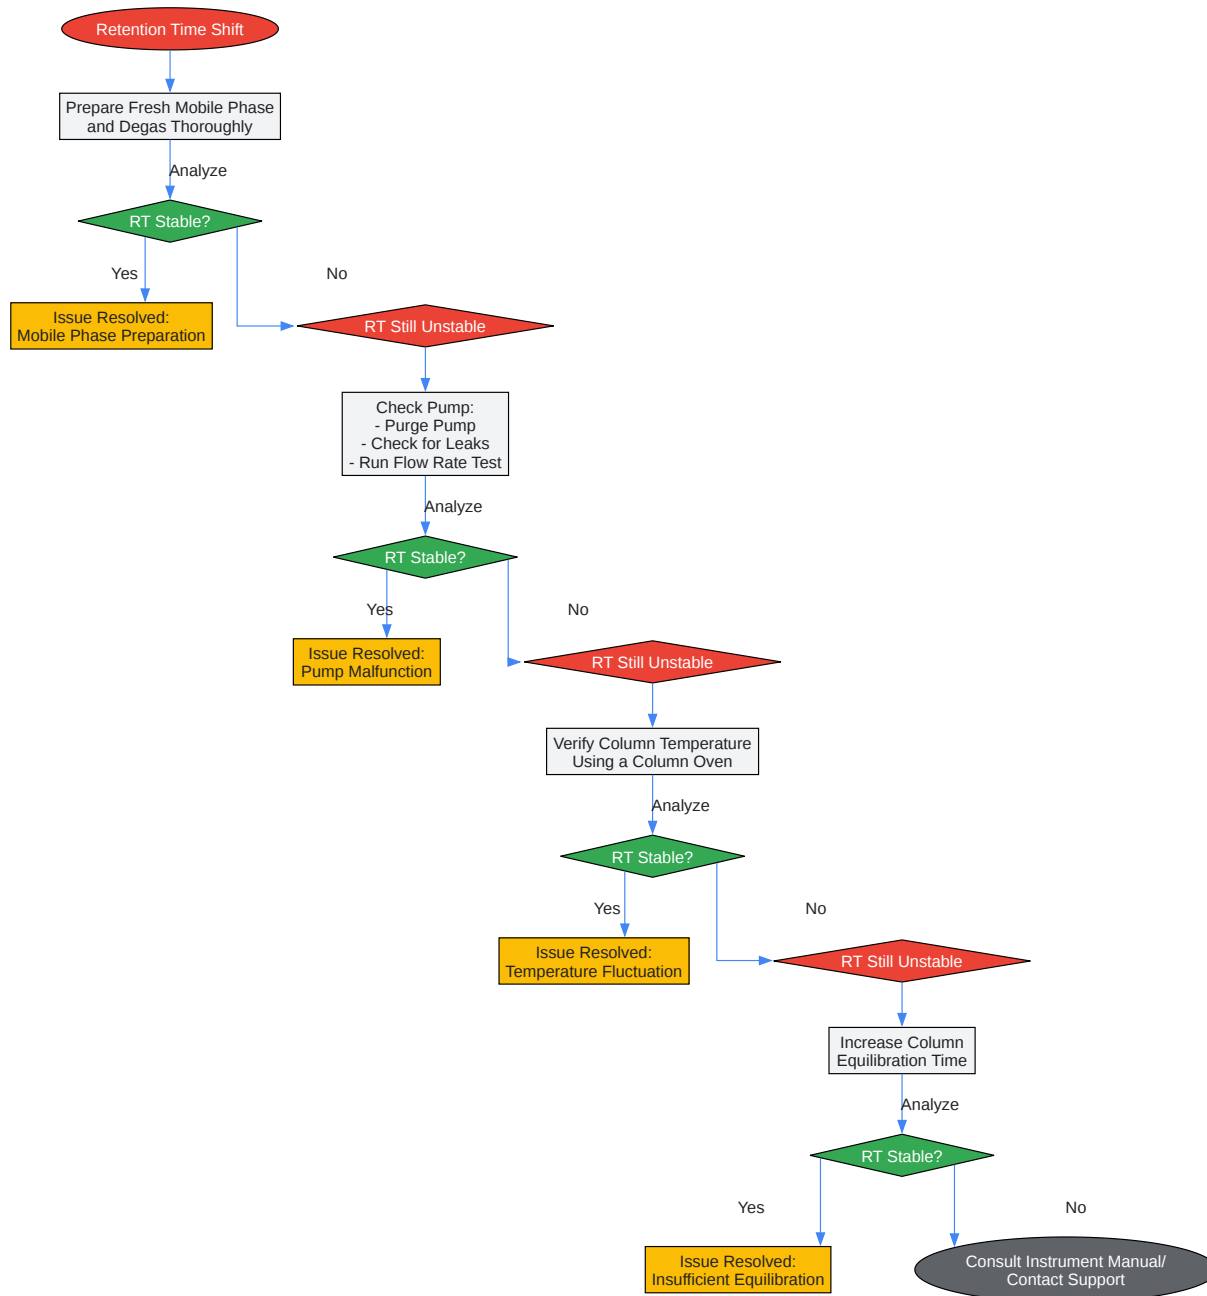 Retention Time Shift
Prepare Fresh Mobile Phase
and Degas Thoroughly
Analyze
RT Stable?
Yes
No
Issue Resolved:
Mobile Phase Preparation
RT Still Unstable
Check Pump:
- Purge Pump
- Check for Leaks
- Run Flow Rate Test
Analyze
RT Stable?
Yes
No
Issue Resolved:
Pump Malfunction
RT Still Unstable
Verify Column Temperature
Using a Column Oven
Analyze
RT Stable?
Yes
No
Issue Resolved:
Temperature Fluctuation
RT Still Unstable
Increase Column
Equilibration Time
Analyze
RT Stable?
Yes
No
Issue Resolved:
Insufficient Equilibration
Consult Instrument Manual/
Contact Support